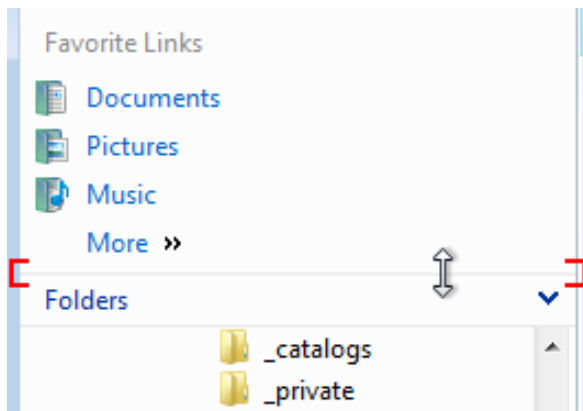 Favorite Links
Documents
Pictures
Music
More »
Folders
_catalogs
_private